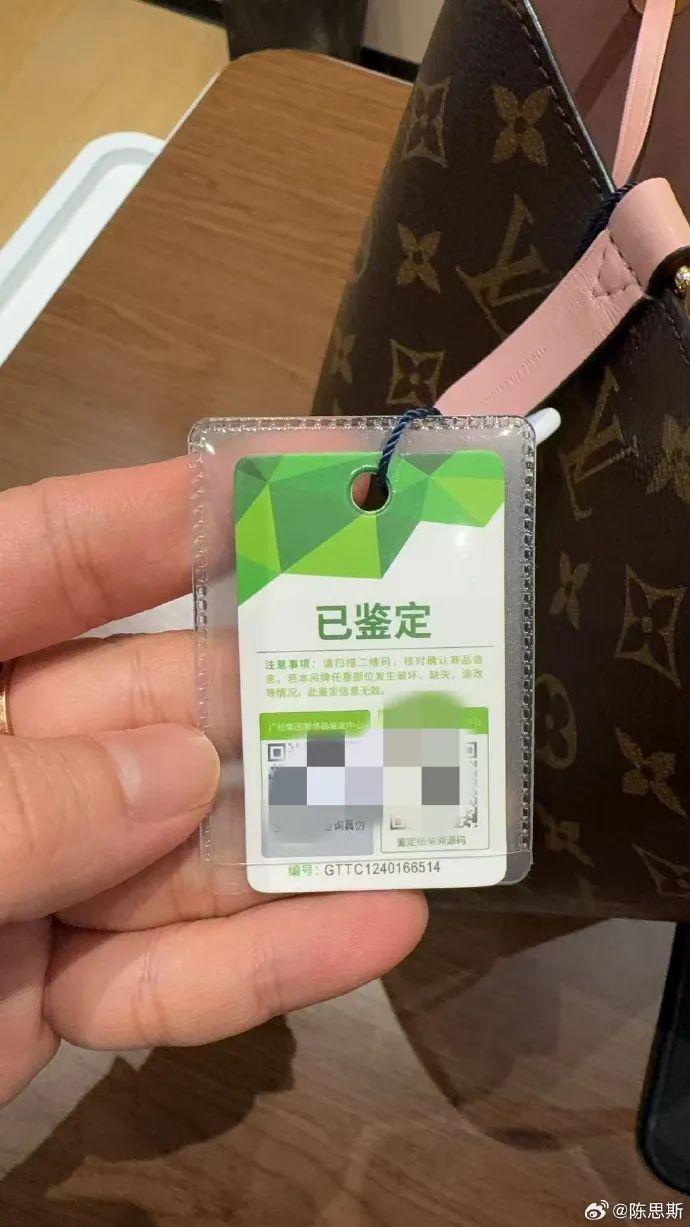 已鉴定
注意事项：请扫描二维码，核对确认商品信
息。若本吊牌任意部位发生破坏、缺失、涂改
等情况，此鉴定信息无效。
广检集团奢侈品鉴定中心
中心
询真伪
鉴定结果溯源码
编号：GTTC1240166514
@陈思斯